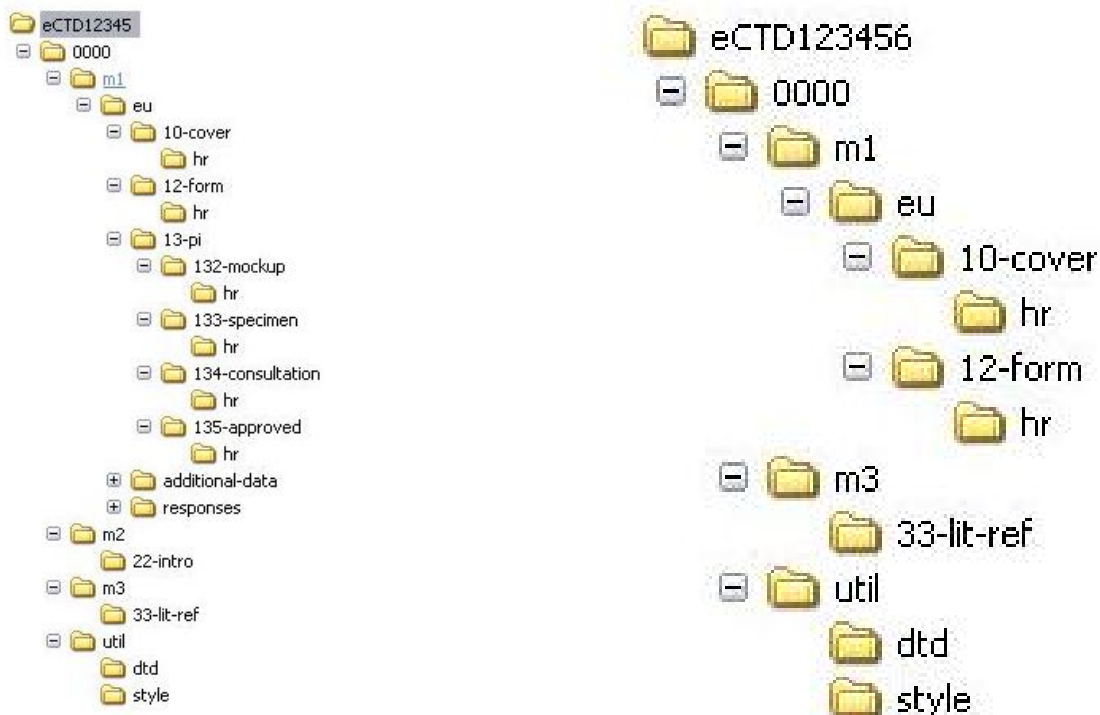 eCTD12345
0000
m1
eu
10-cover
hr
12-form
hr
13-pi
132-mockup
hr
133-specimen
hr
134-consultation
hr
135-approved
hr
additional-data
responses
m2
22-intro
m3
33-lit-ref
util
dtd
style
eCTD123456
0000
m1
eu
10-cover
hr
12-form
hr
m3
33-lit-ref
util
dtd
style